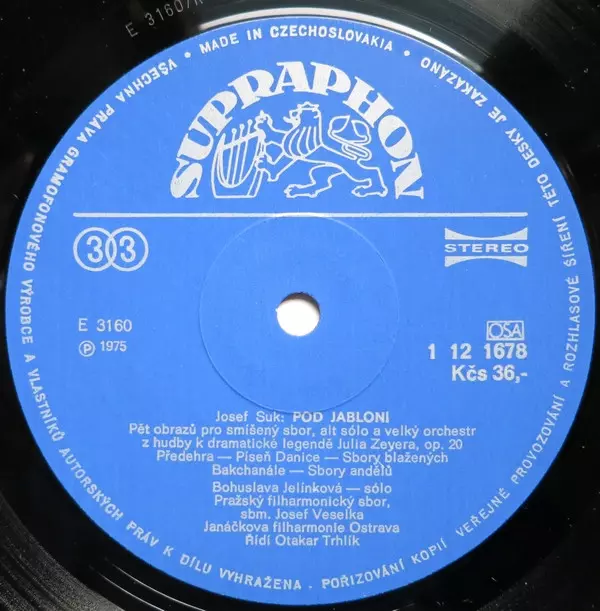 E 3160/A
VŠECHNA PRÁVA GRAMOFONOVÉHO VÝROBCE A VLASTNÍKŮ AUTORSKÝCH PRÁV K DÍLU VYHRAŽENA · POŘIZOVÁNÍ KOPIÍ, VEŘEJNÉ PROVOZOVÁNÍ A ROZHLASOVÉ ŠÍŘENÍ TÉTO DESKY JE ZAKÁZÁNO · MADE IN CZECHOSLOVAKIA ·
SUPRAPHON
33
STEREO
E 3160
Ⓟ 1975
OSA
1 12 1678
Kčs 36,-
Josef Suk: POD JABLONÍ
Pět obrazů pro smíšený sbor, alt sólo a velký orchestr
z hudby k dramatické legendě Julia Zeyera, op. 20
Předehra — Píseň Danice — Sbory blažených
Bakchanále — Sbory andělů
Bohuslava Jelínková — sólo
Pražský filharmonický sbor,
sbm. Josef Veselka
Janáčkova filharmonie Ostrava
Řídí Otakar Trhlík